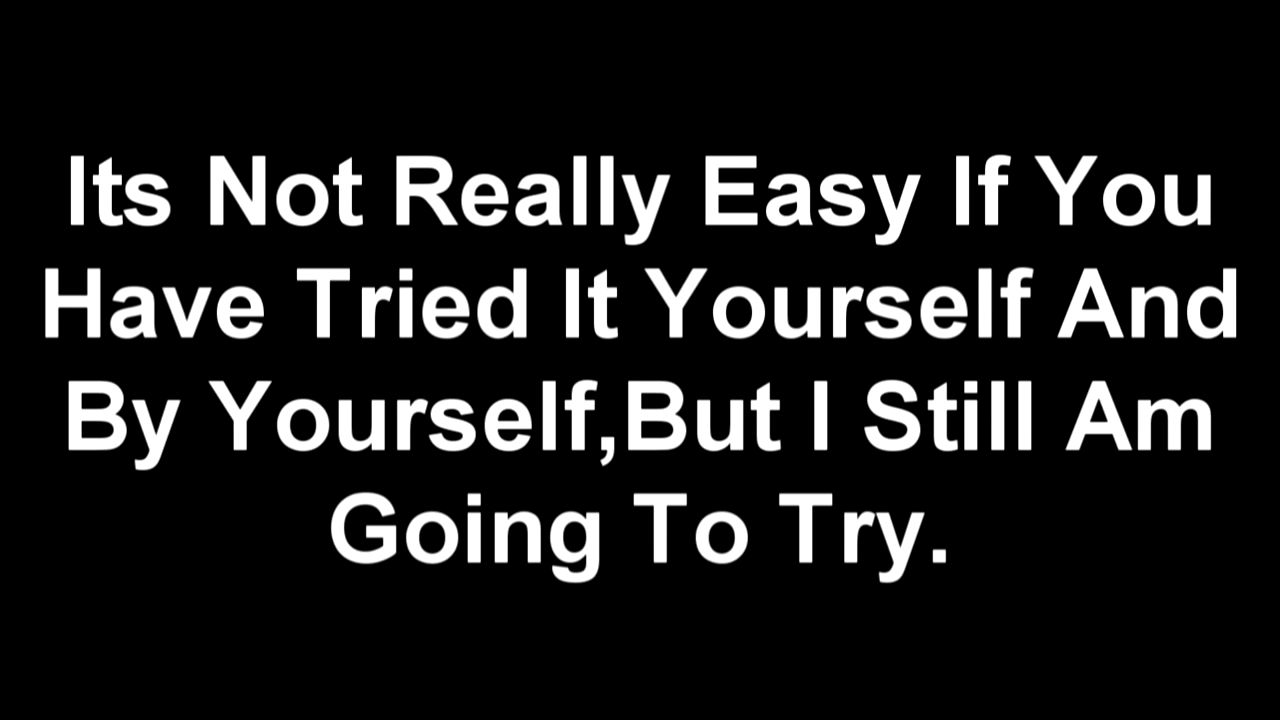 Its Not Really Easy If You
Have Tried It Yourself And
By Yourself,But I Still Am
Going To Try.